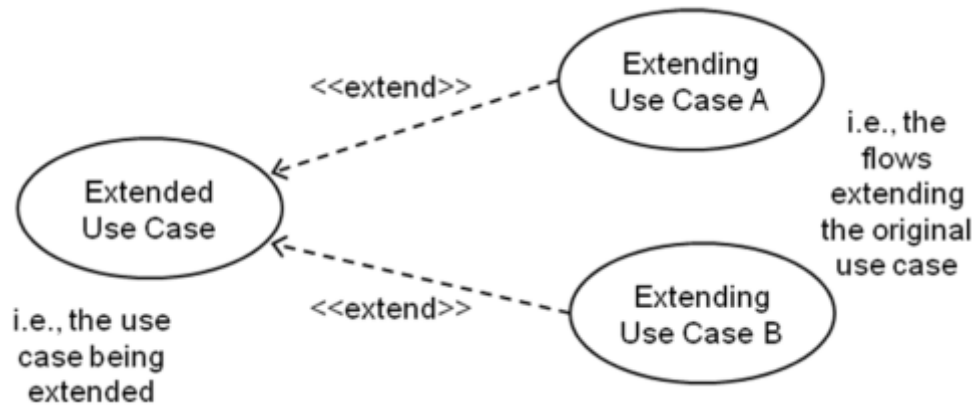 Extending
Use Case A
<<extend>>
i.e., the
flows
extending
the original
use case
Extended
Use Case
<<extend>>
Extending
Use Case B
i.e., the use
case being
extended